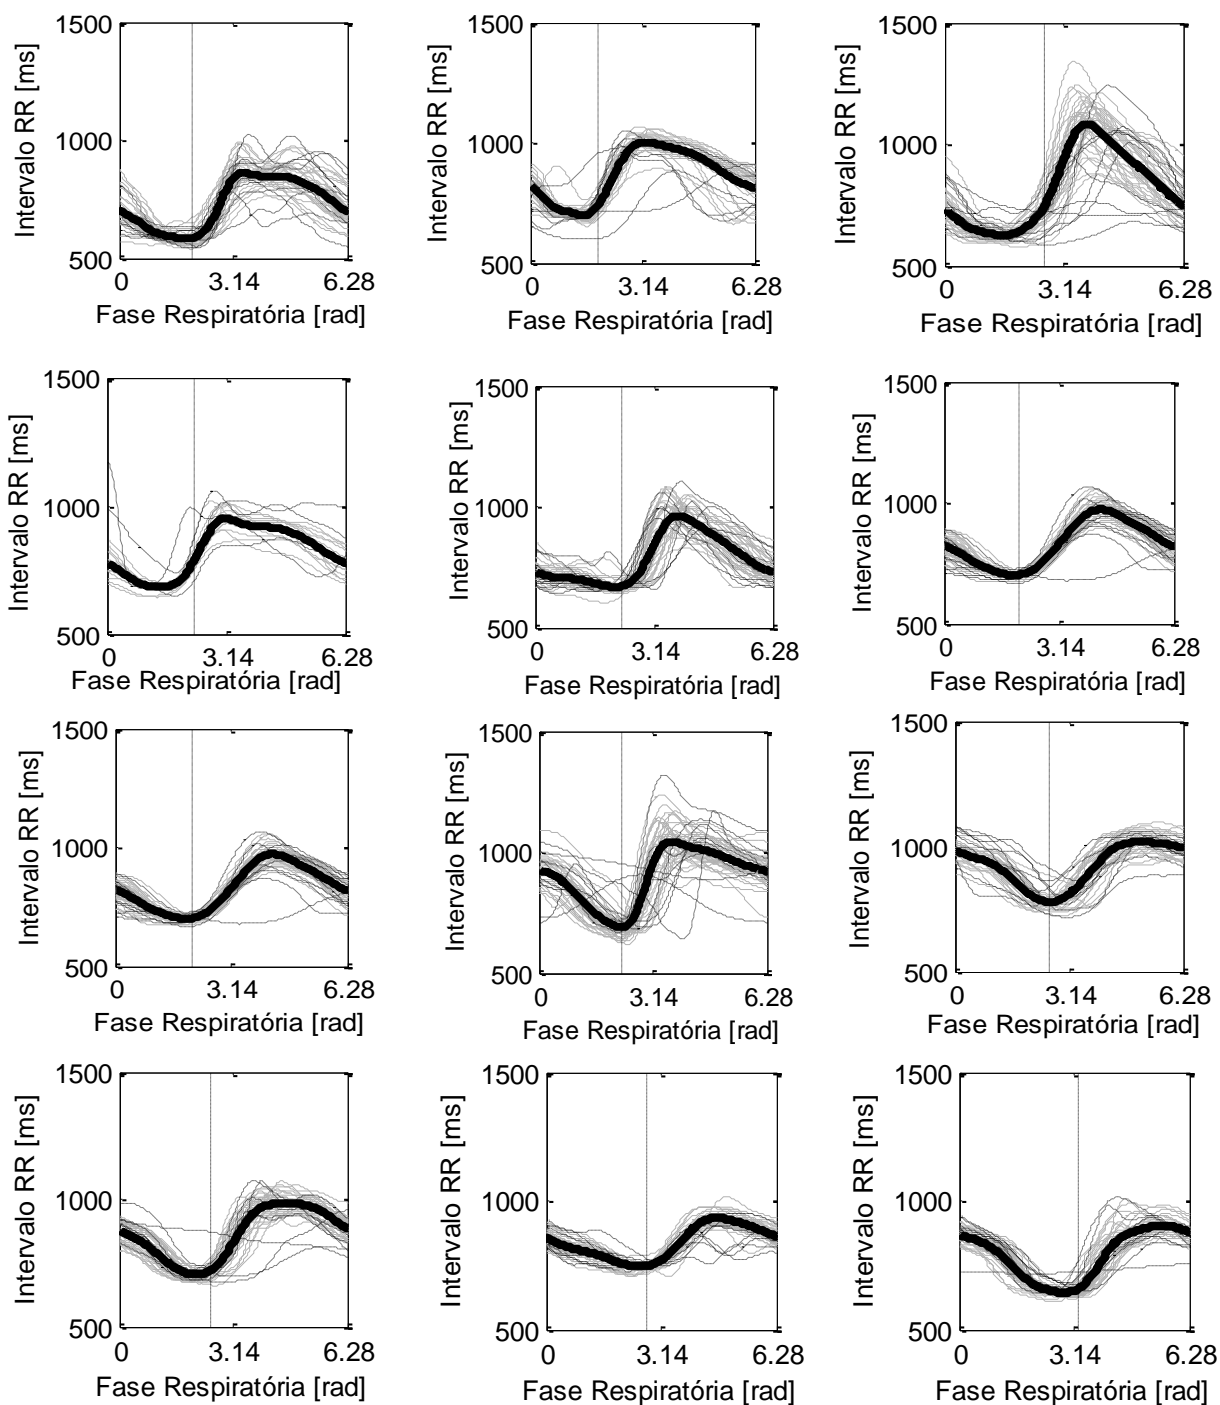 1500
1000
500
Intervalo RR [ms]
0 3.14 6.28
Fase Respiratória [rad]
1500
1000
500
Intervalo RR [ms]
0 3.14 6.28
Fase Respiratória [rad]
1500
1000
500
Intervalo RR [ms]
0 3.14 6.28
Fase Respiratória [rad]
1500
1000
500
Intervalo RR [ms]
0 3.14 6.28
Fase Respiratória [rad]
1500
1000
500
Intervalo RR [ms]
0 3.14 6.28
Fase Respiratória [rad]
1500
1000
500
Intervalo RR [ms]
0 3.14 6.28
Fase Respiratória [rad]
1500
1000
500
Intervalo RR [ms]
0 3.14 6.28
Fase Respiratória [rad]
1500
1000
500
Intervalo RR [ms]
0 3.14 6.28
Fase Respiratória [rad]
1500
1000
500
Intervalo RR [ms]
0 3.14 6.28
Fase Respiratória [rad]
1500
1000
500
Intervalo RR [ms]
0 3.14 6.28
Fase Respiratória [rad]
1500
1000
500
Intervalo RR [ms]
0 3.14 6.28
Fase Respiratória [rad]
1500
1000
500
Intervalo RR [ms]
0 3.14 6.28
Fase Respiratória [rad]